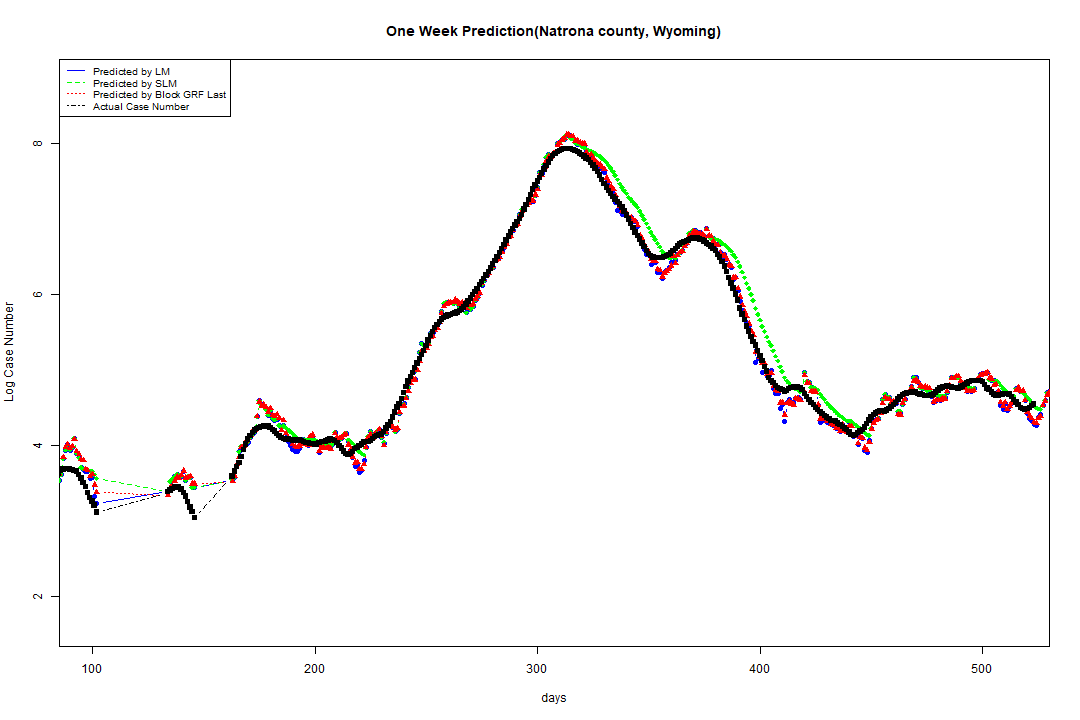 One Week Prediction(Natrona county, Wyoming)
Predicted by LM
Predicted by SLM
Predicted by Block GRF Last
Actual Case Number
8
6
4
2
Log Case Number
100 200 300 400 500
days